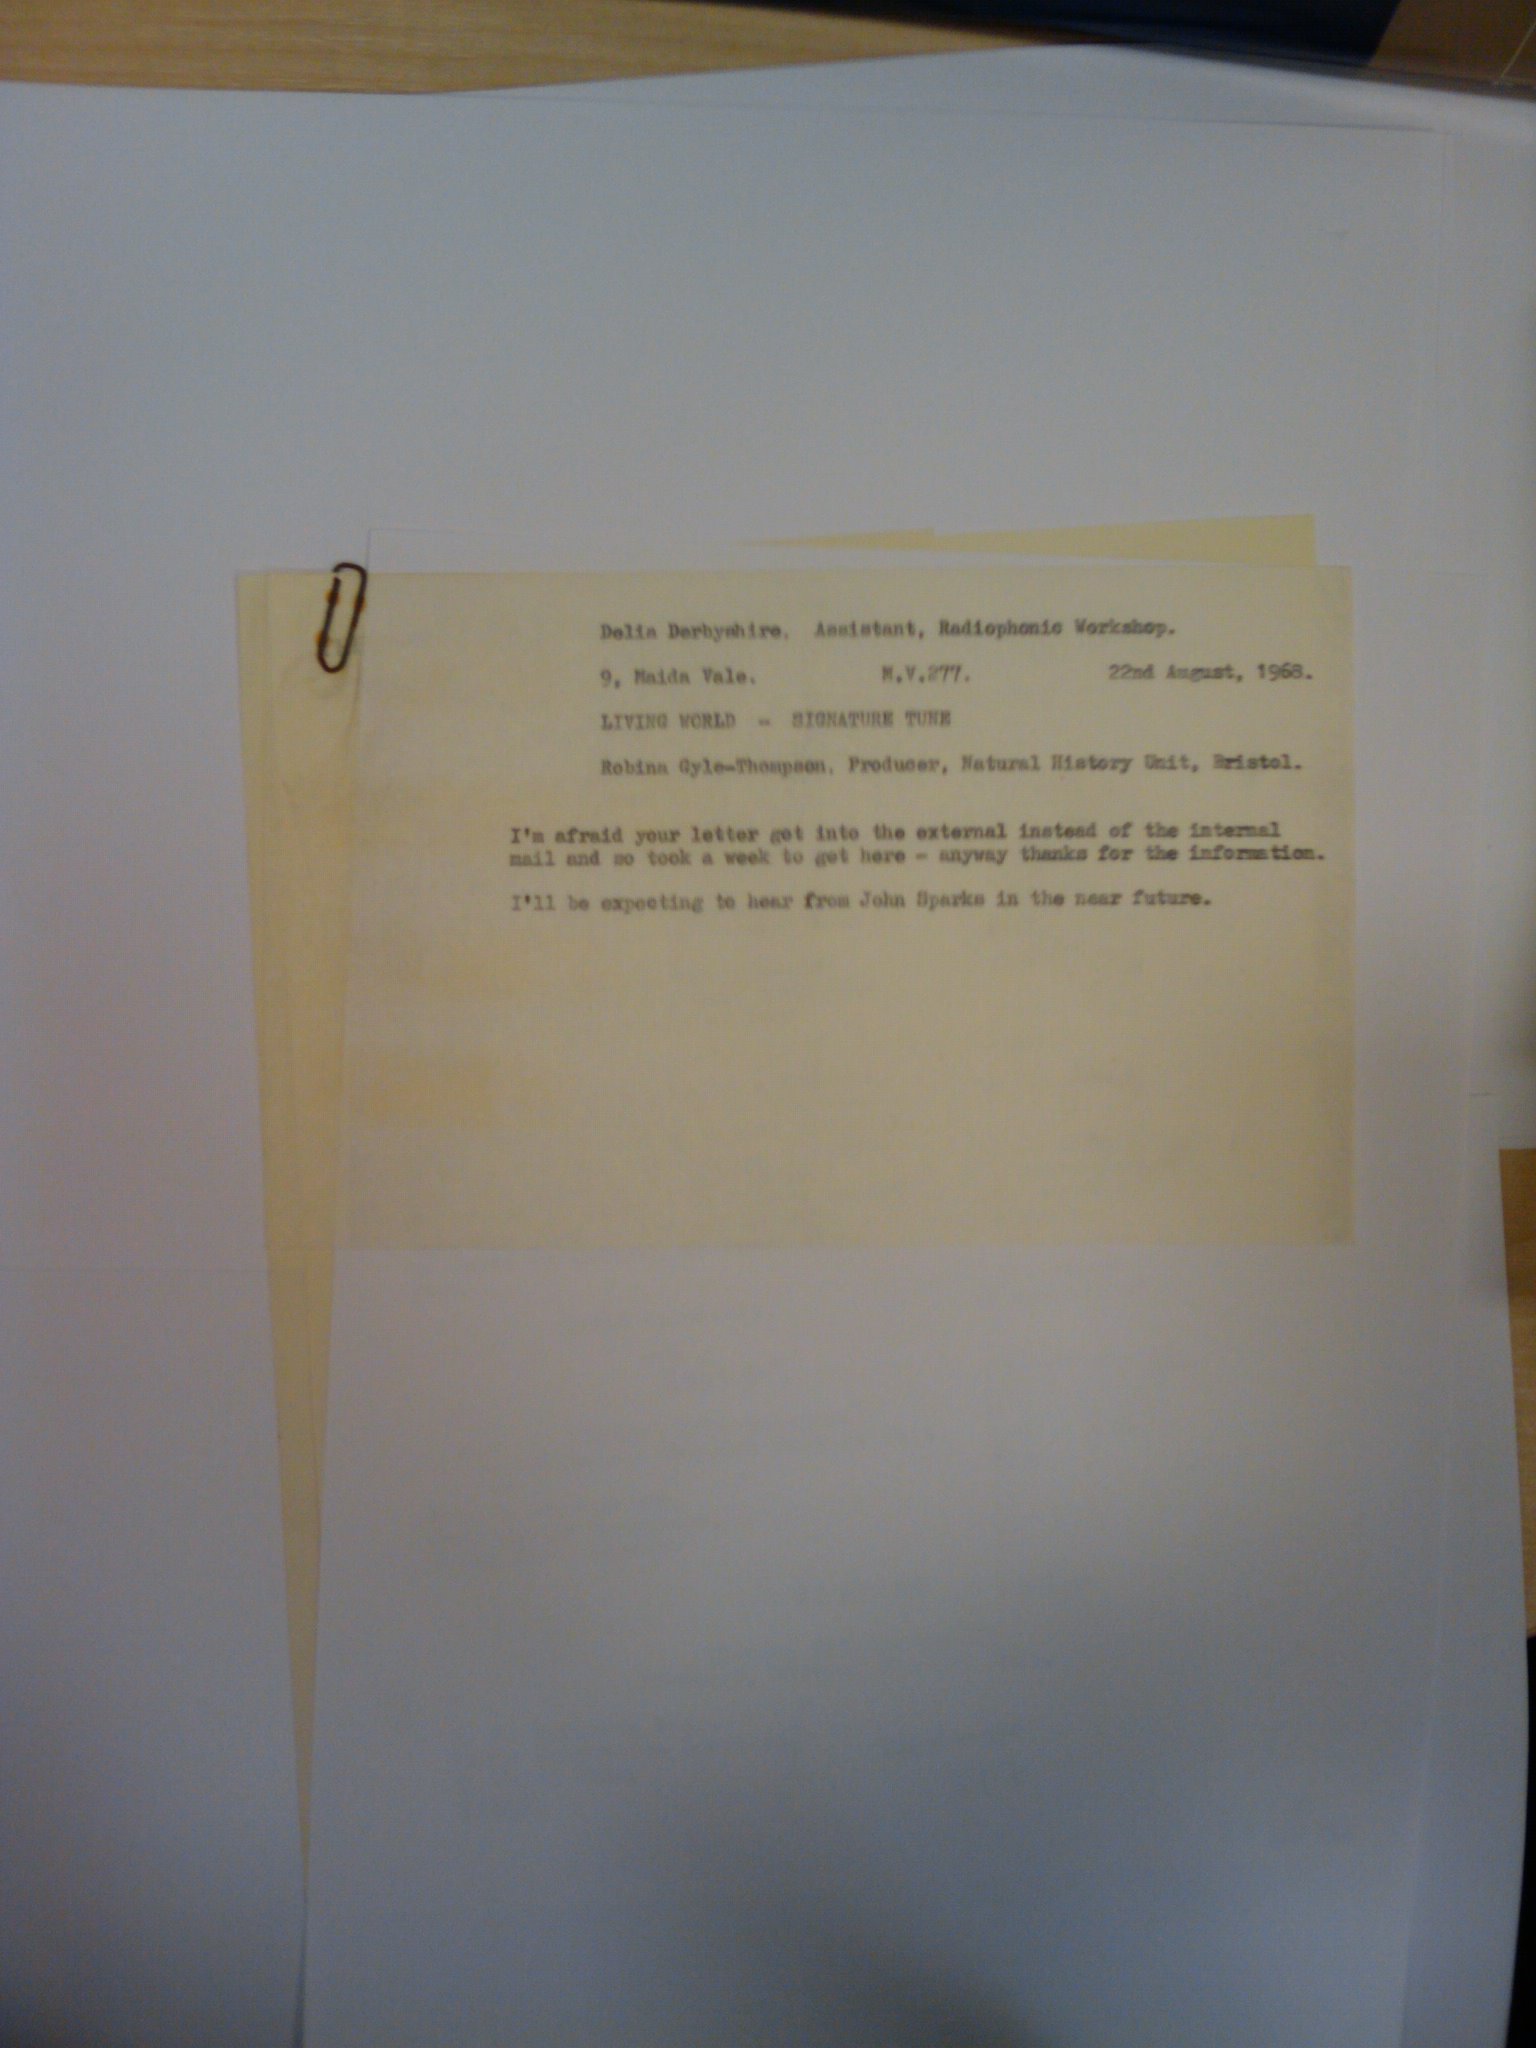 Delia Derbyshire, Assistant, Radiophonic Workshop.
9, Maida Vale. M.V.277. 22nd August, 1968.
LIVING WORLD - SIGNATURE TUNE
Robina Gyle-Thompson, Producer, Natural History Unit, Bristol.
I'm afraid your letter got into the external instead of the internal
mail and so took a week to get here - anyway thanks for the information.
I'll be expecting to hear from John Sparks in the near future.